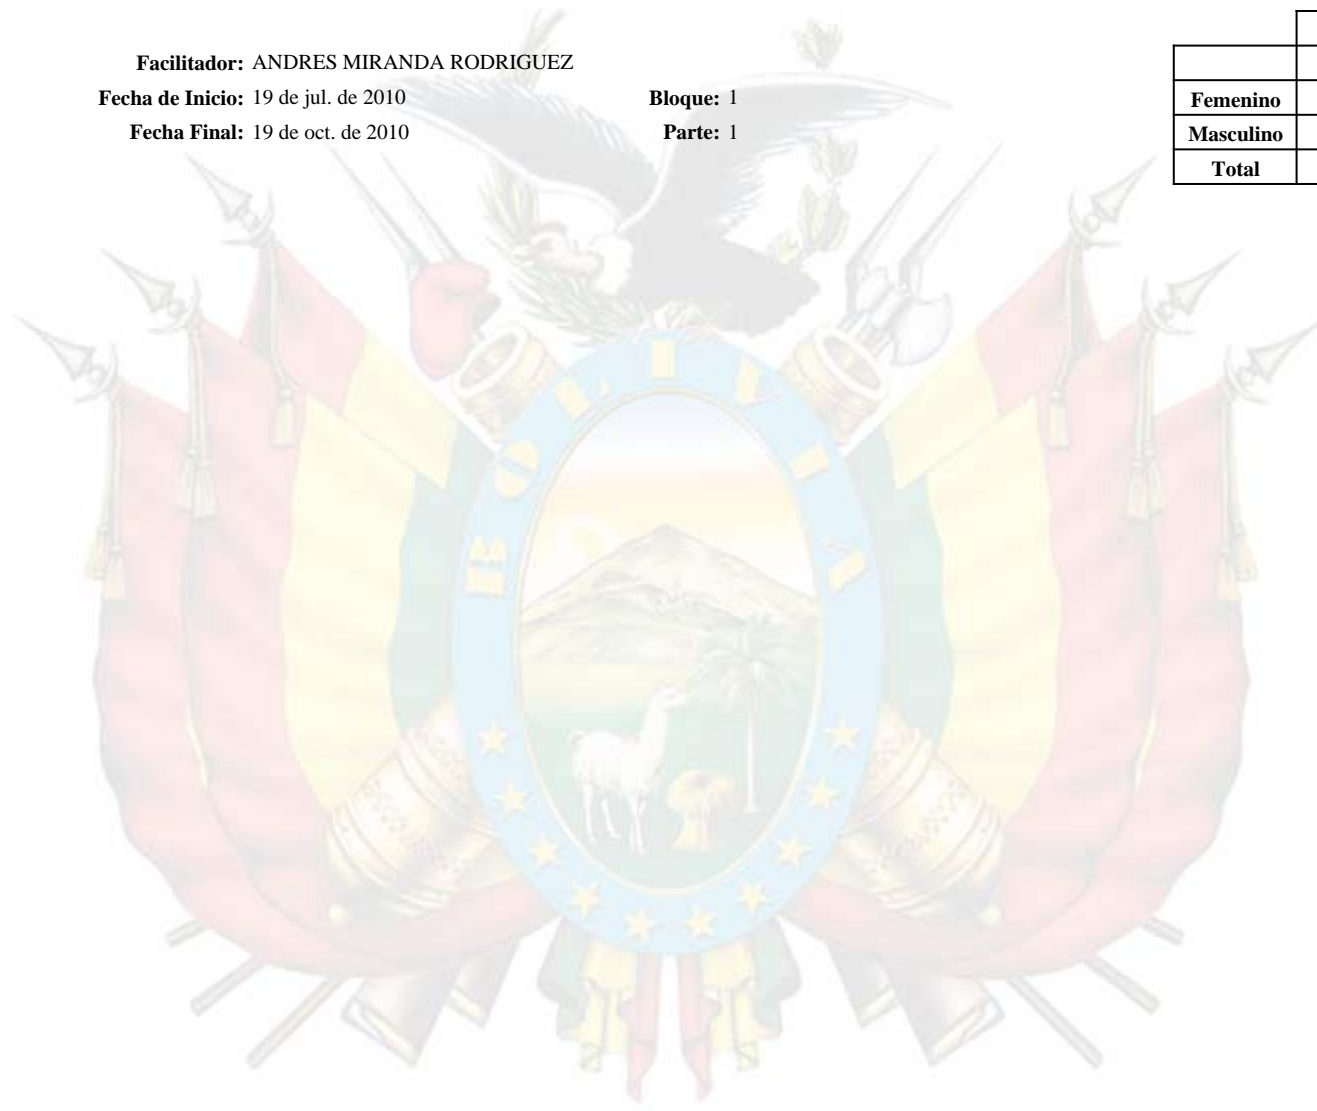 Facilitador: ANDRES MIRANDA RODRIGUEZ
Fecha de Inicio: 19 de jul. de 2010
Bloque: 1
Fecha Final: 19 de oct. de 2010
Parte: 1
Femenino
Masculino
Total
BOLIVIA